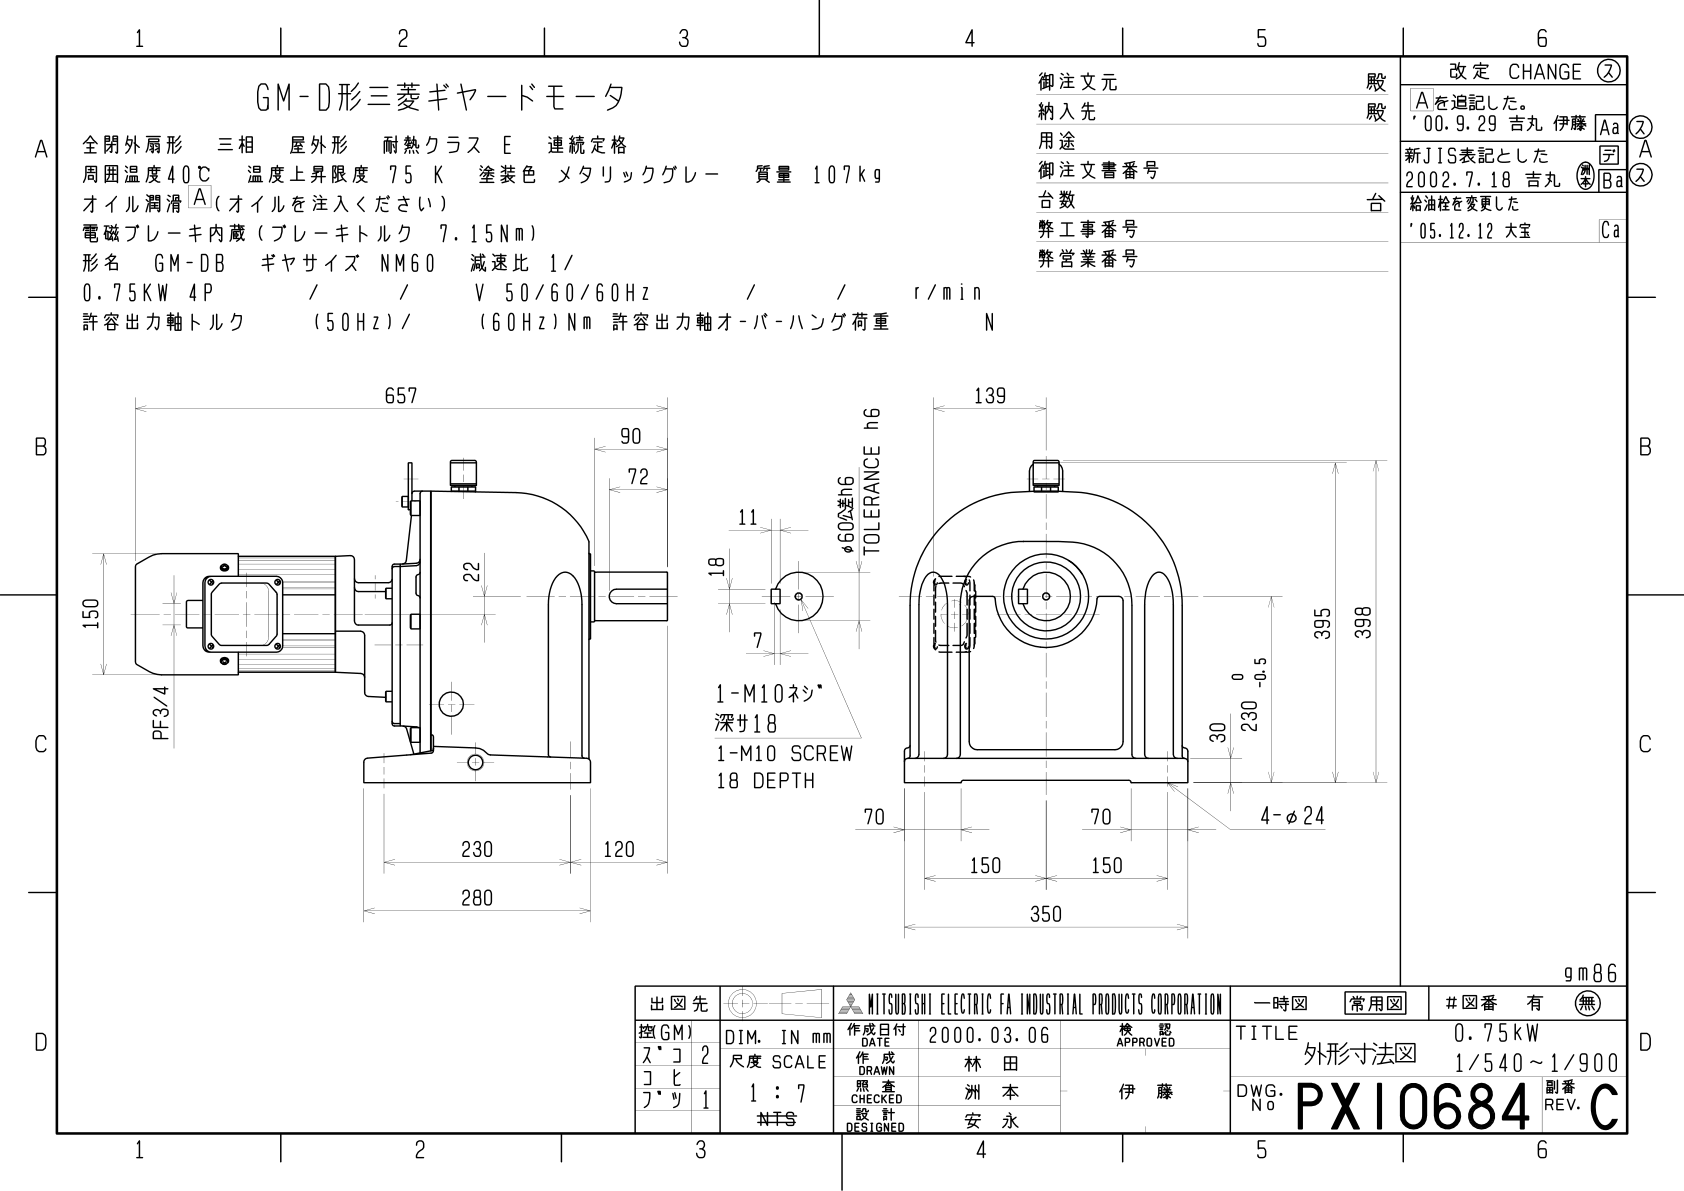 1 2 3 4 5 6
GM-D形三菱ギヤードモータ
全閉外扇形 三相 屋外形 耐熱クラス E 連続定格
周囲温度40℃ 温度上昇限度 75 K 塗装色 メタリックグレー 質量 107kg
オイル潤滑 A (オイルを注入ください)
電磁ブレーキ内蔵(ブレーキトルク 7.15Nm)
形名 GM-DB ギヤサイズ NM60 減速比 1/
0.75KW 4P / / V 50/60/60Hz / / r/min
許容出力軸トルク (50Hz)/ (60Hz)Nm 許容出力軸オーバーハング荷重 N
御注文元 殿
納入先 殿
用途
御注文書番号
台数 台
弊工事番号
弊営業番号
改定 CHANGE ス
Aを追記した。
'00.9.29 吉丸 伊藤 Aa ス
新JISS表記とした デ
2002.7.18 吉丸 洲本 Ba ス
給油栓を変更した
'05.12.12 大宝 Ca
A
B
C
D
A
B
C
D
657
90
72
22
150
PF3/4
230
120
280
11
18
7
φ60公差h6
TOLERANCE h6
1-M10ネジ
深サ18
1-M10 SCREW
18 DEPTH
139
395
398
230 0 -0.5
30
70
70
4-φ24
150
150
350
gm86
出図先
控(GM)
ズコ 2
コヒ
ブツ 1
DIM. IN mm
尺度 SCALE
1 : 7
NTS
MITSUBISHI ELECTRIC FA INDUSTRIAL PRODUCTS CORPORATION
作成日付 DATE 2000.03.06
作成 DRAWN 林田
照査 CHECKED 洲本
設計 DESIGNED 安永
検認 APPROVED
伊藤
一時図 常用図 #図番 有 無
TITLE
外形寸法図
0.75kW
1/540~1/900
DWG. No PX10684
副番 REV. C
1 2 3 4 5 6